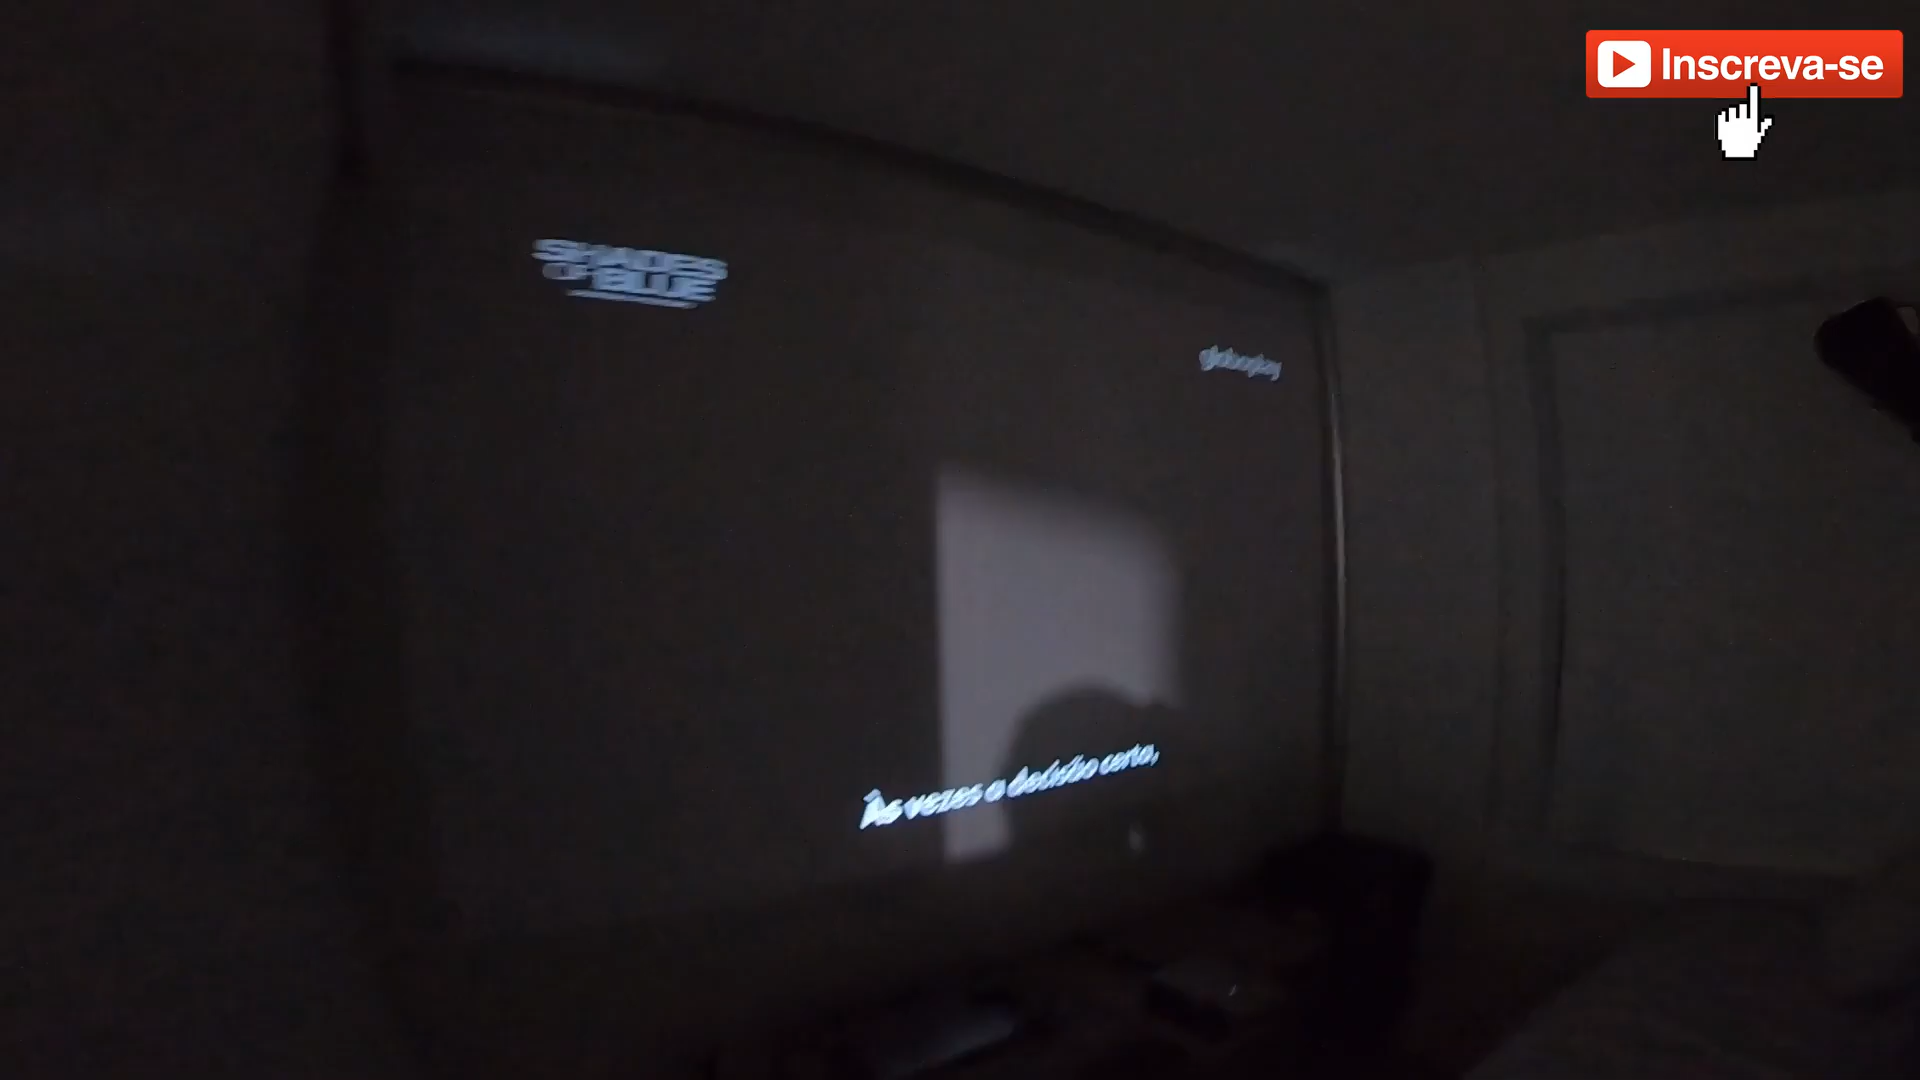 Inscreva-se
SHADES
OF BLUE
globoplay
Às vezes a decisão certa,